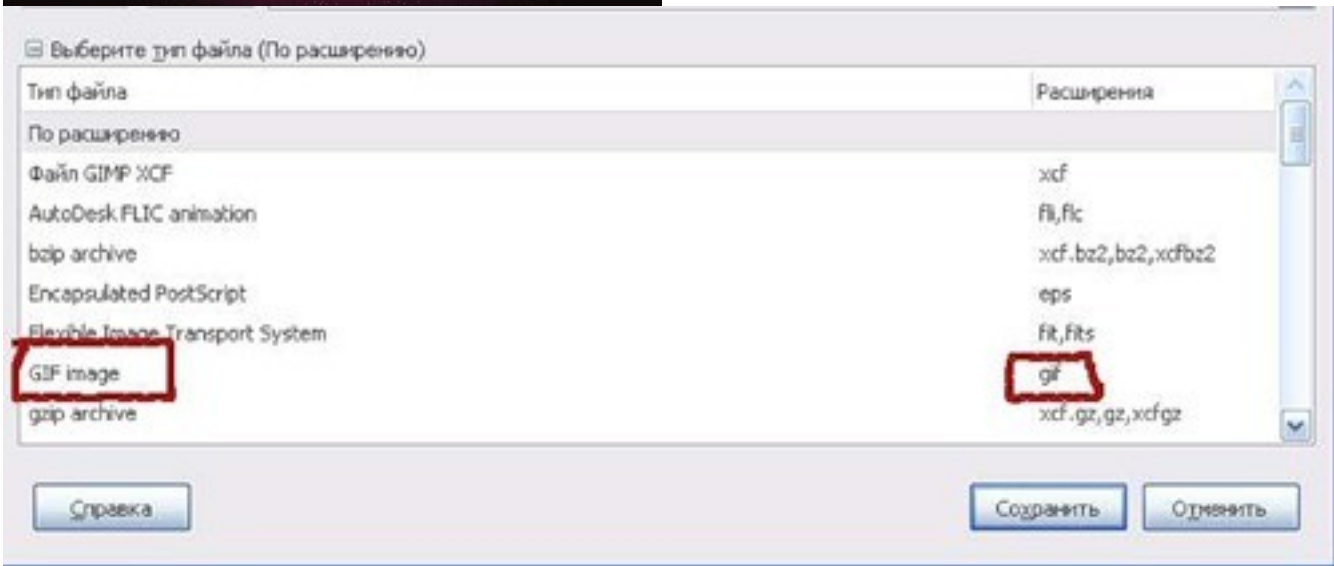 Выберите тип файла (По расширению)
Тип файла Расширения
По расширению
Файл GIMP XCF xcf
AutoDesk FLIC animation fli,flc
bzip archive xcf.bz2,bz2,xcfbz2
Encapsulated PostScript eps
Flexible Image Transport System fit,fits
GIF image gif
gzip archive xcf.gz,gz,xcfgz
Справка Сохранить Отменить